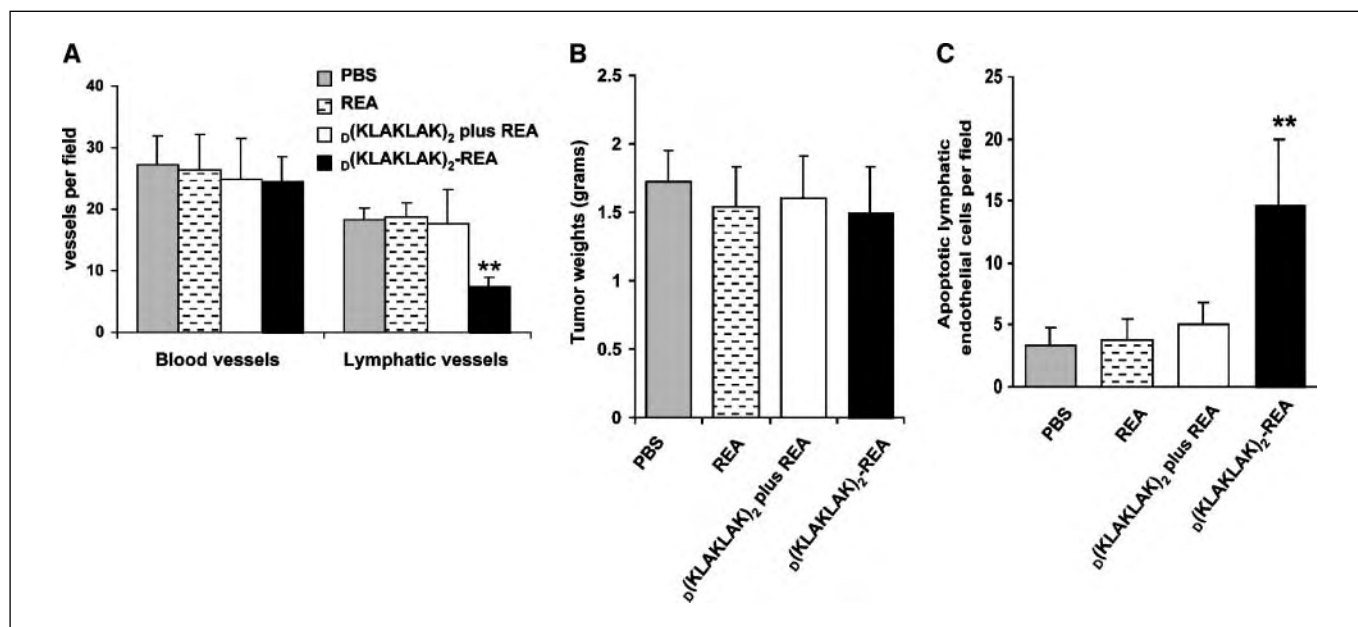 A
vessels per field
40
30
20
10
0
Blood vessels
Lymphatic vessels
**
PBS
REA
D(KLAKLAK)2 plus REA
D(KLAKLAK)2-REA
B
Tumor weights (grams)
2.5
2
1.5
1
0.5
0
PBS
REA
D(KLAKLAK)2 plus REA
D(KLAKLAK)2-REA
C
Apoptotic lymphatic
endothelial cells per field
25
20
15
10
5
0
**
PBS
REA
D(KLAKLAK)2 plus REA
D(KLAKLAK)2-REA